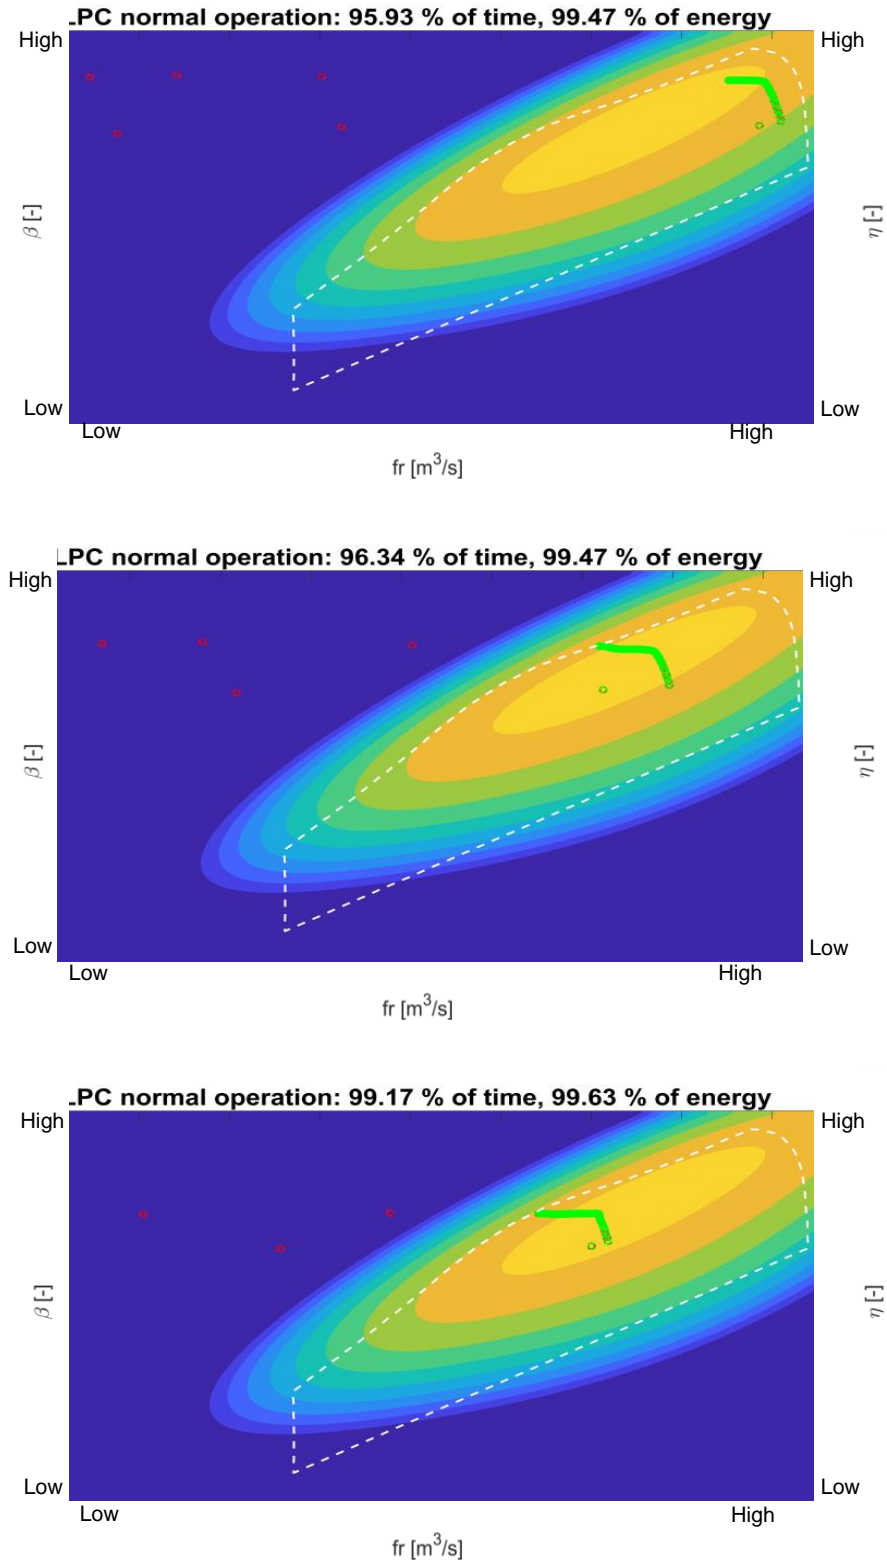 LPC normal operation: 95.93 % of time, 99.47 % of energy
High
High
β [-]
η [-]
Low
Low
Low
High
fr [m³/s]
LPC normal operation: 96.34 % of time, 99.47 % of energy
High
High
β [-]
η [-]
Low
Low
Low
High
fr [m³/s]
LPC normal operation: 99.17 % of time, 99.63 % of energy
High
High
β [-]
η [-]
Low
Low
Low
High
fr [m³/s]